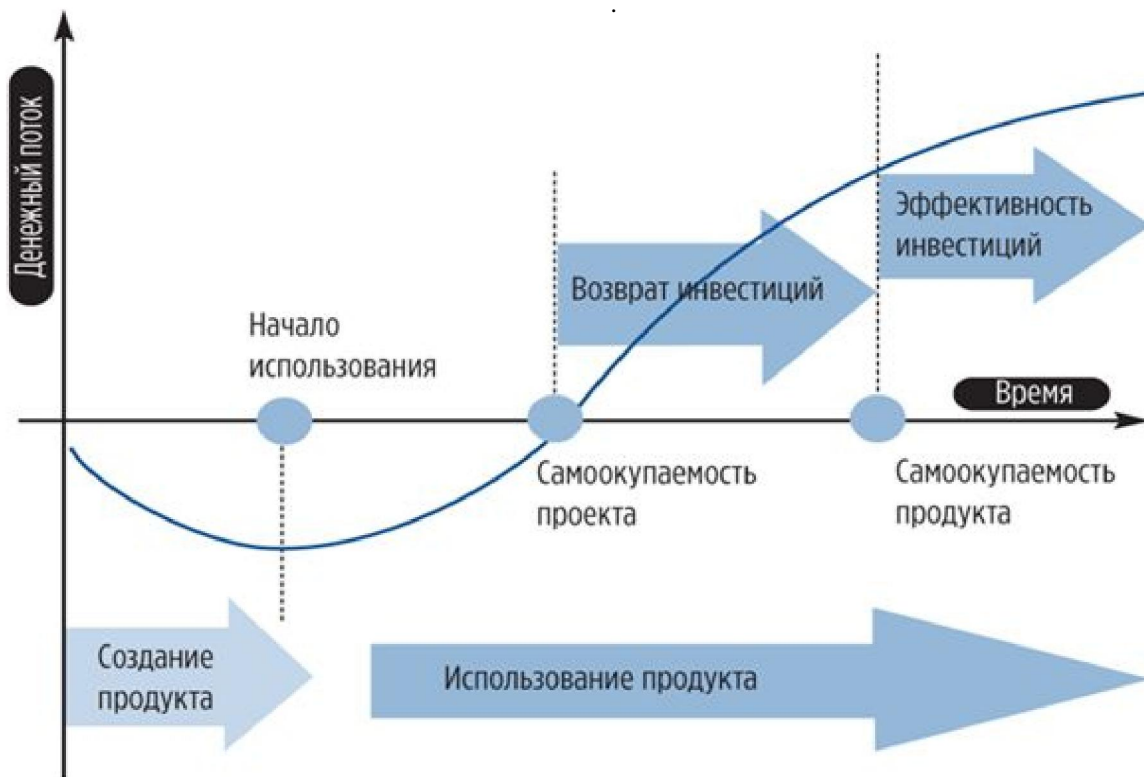 Денежный поток
Эффективность
инвестиций
Возврат инвестиций
Начало
использования
Время
Самоокупаемость
проекта
Самоокупаемость
продукта
Создание
продукта
Использование продукта